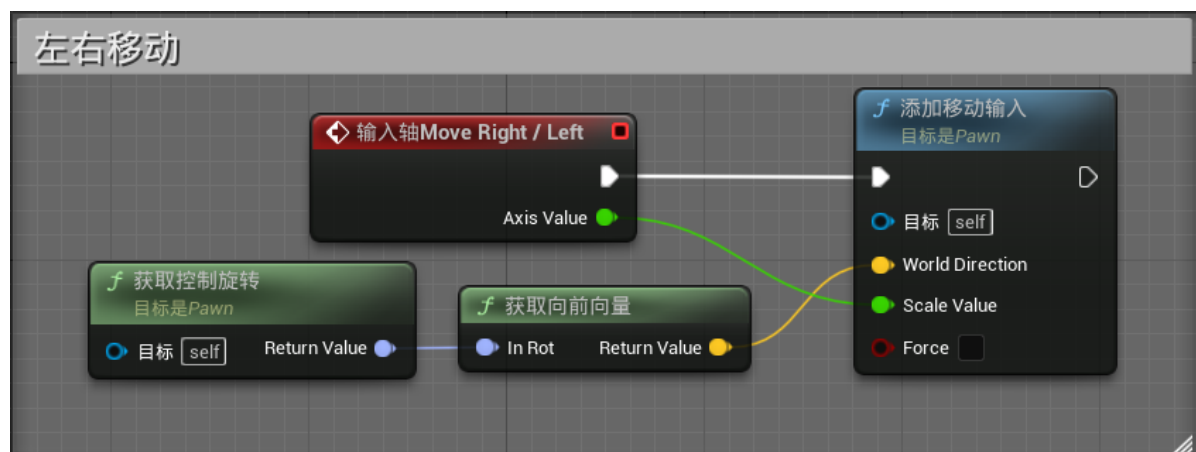 左右移动
输入轴Move Right / Left
Axis Value
ƒ 添加移动输入
目标是Pawn
目标 self
World Direction
Scale Value
Force
ƒ 获取控制旋转
目标是Pawn
目标 self Return Value
ƒ 获取向前向量
In Rot Return Value